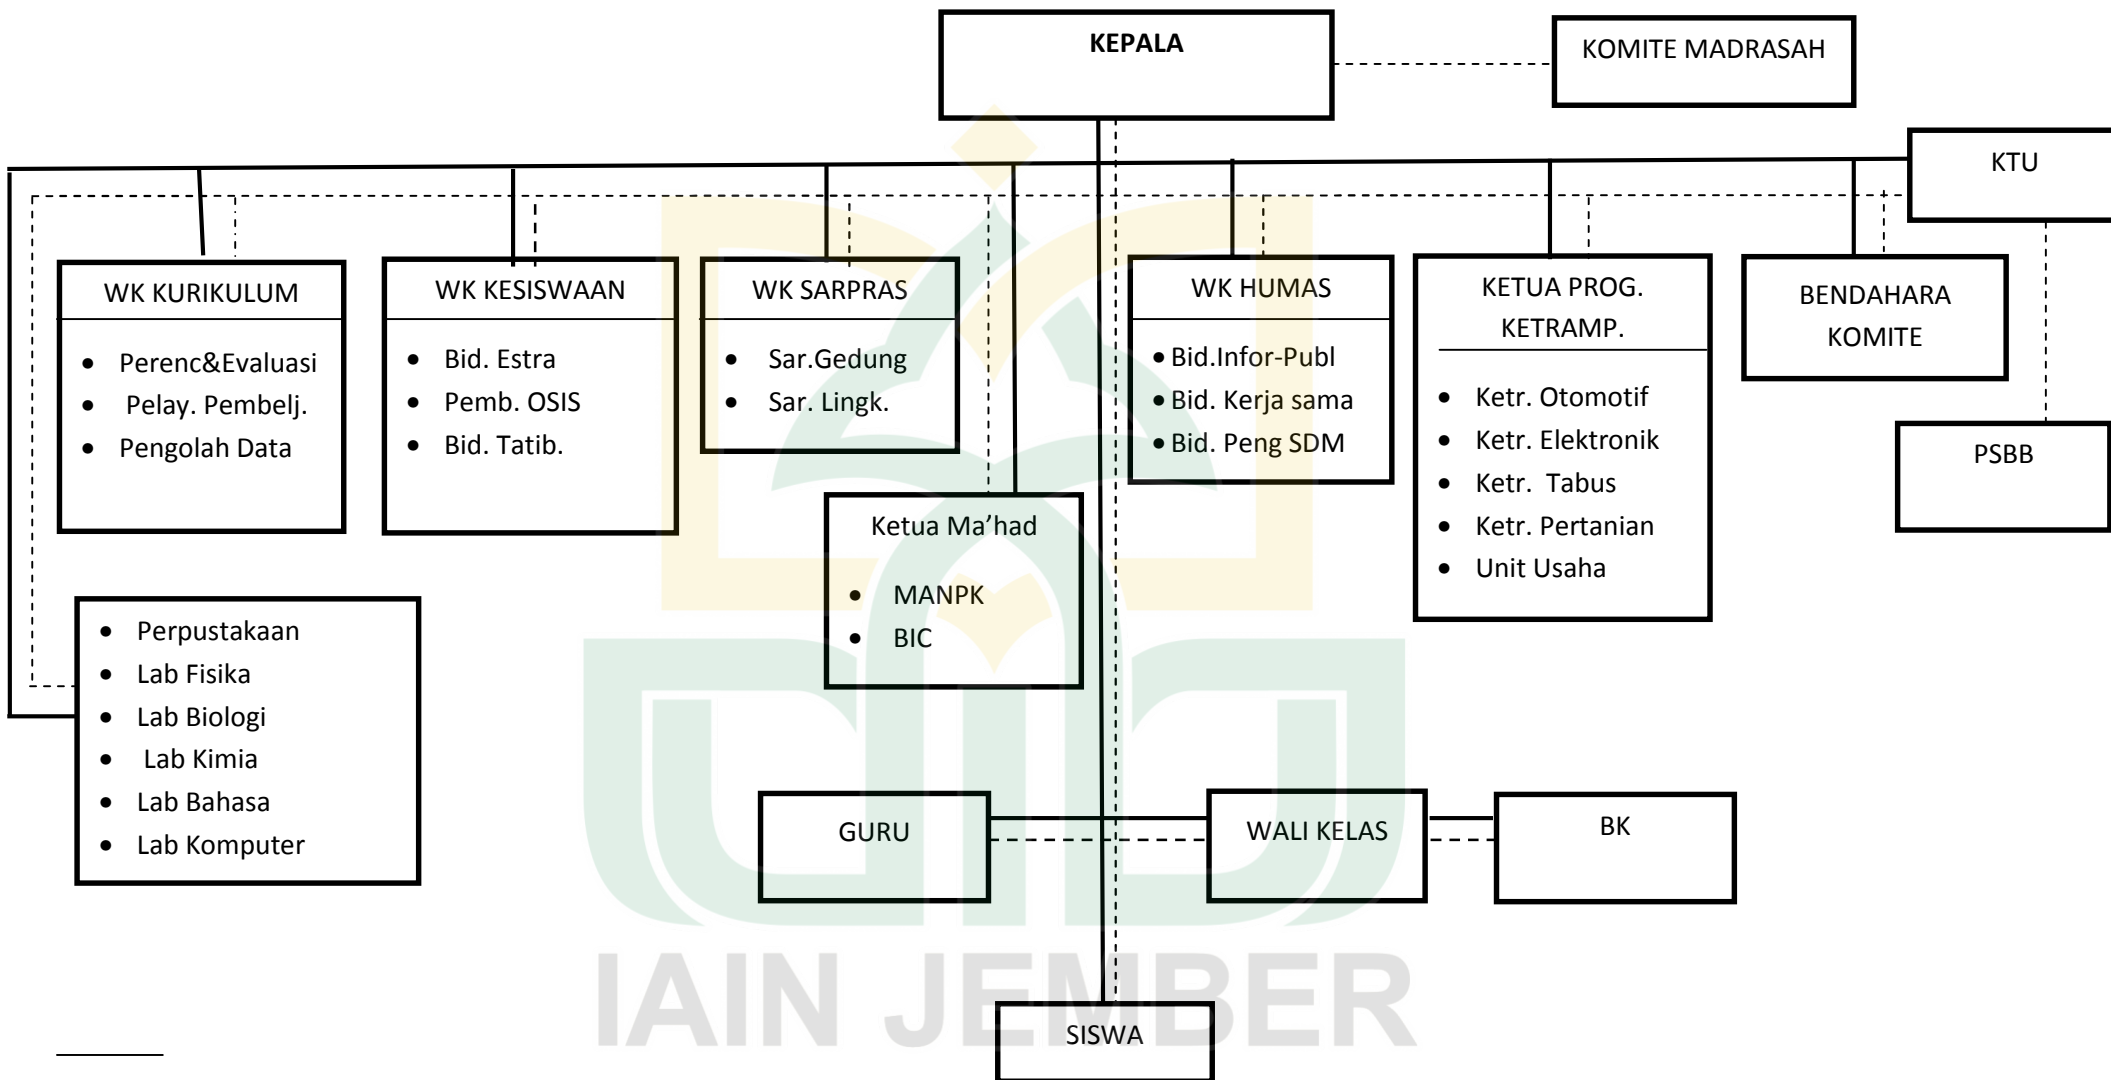 KEPALA
KOMITE MADRASAH
KTU
WK KURIKULUM
• Perenc&Evaluasi
• Pelay. Pembelj.
• Pengolah Data
WK KESISWAAN
• Bid. Estra
• Pemb. OSIS
• Bid. Tatib.
WK SARPRAS
• Sar.Gedung
• Sar. Lingk.
WK HUMAS
• Bid.Infor-Publ
• Bid. Kerja sama
• Bid. Peng SDM
KETUA PROG.
KETRAMP.
• Ketr. Otomotif
• Ketr. Elektronik
• Ketr. Tabus
• Ketr. Pertanian
• Unit Usaha
BENDAHARA
KOMITE
PSBB
Ketua Ma’had
• MANPK
• BIC
• Perpustakaan
• Lab Fisika
• Lab Biologi
• Lab Kimia
• Lab Bahasa
• Lab Komputer
GURU
WALI KELAS
BK
IAIN JEMBER
SISWA